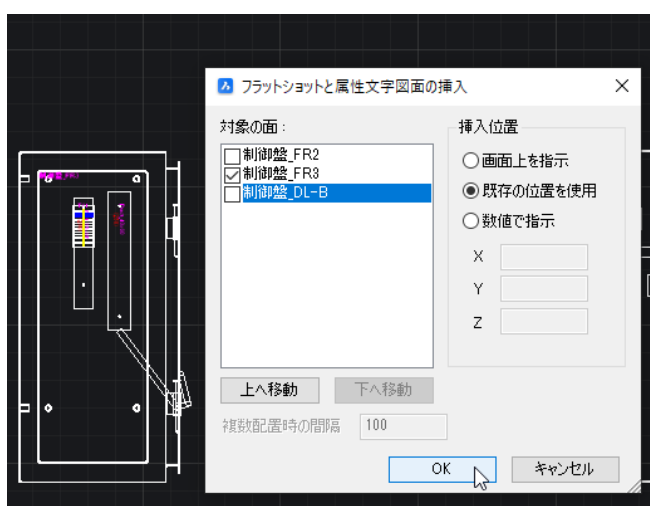 フラットショットと属性文字図面の挿入
対象の面：
制御盤_FR2
制御盤_FR3
制御盤_DL-B
挿入位置
画面上を指示
既存の位置を使用
数値で指示
X
Y
Z
上へ移動
下へ移動
複数配置時の間隔
100
OK
キャンセル